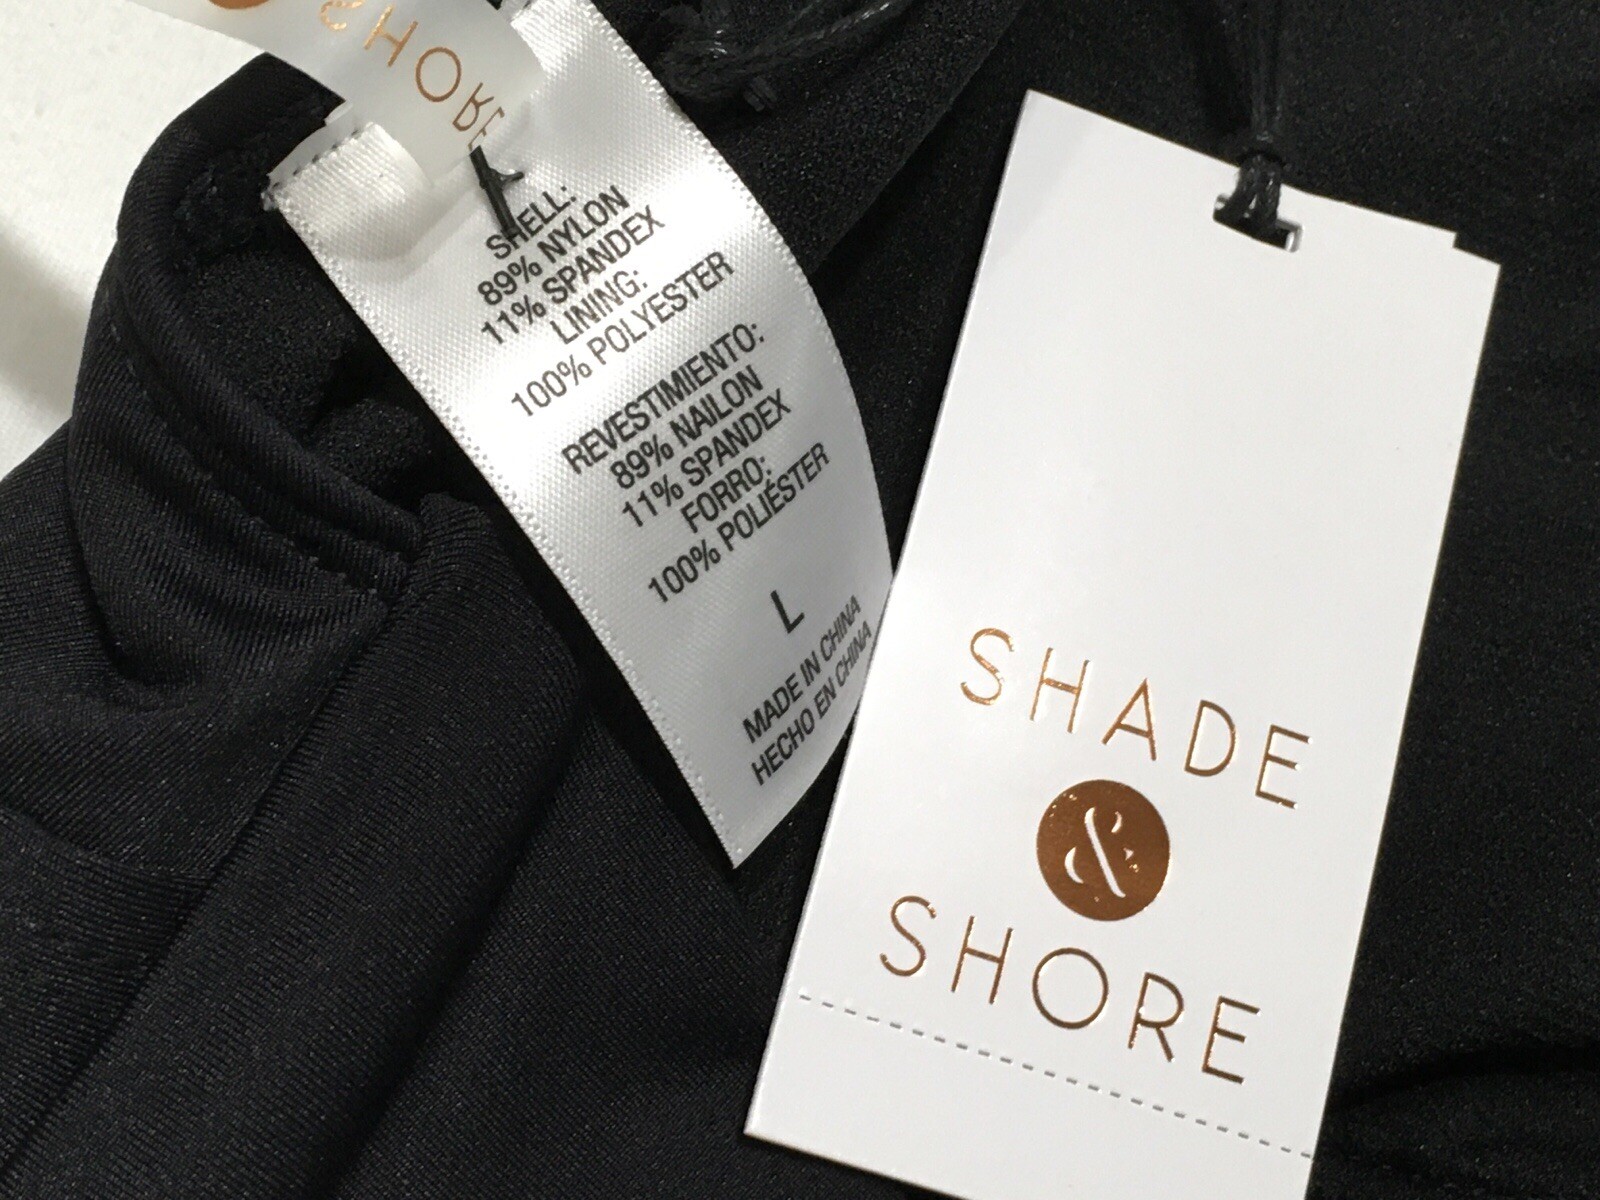 SHORE
SHELL:
89% NYLON
11% SPANDEX
LINING:
100% POLYESTER
REVESTIMIENTO:
89% NAILON
11% SPANDEX
FORRO:
100% POLIÉSTER
L
MADE IN CHINA
HECHO EN CHINA
SHADE
&
SHORE